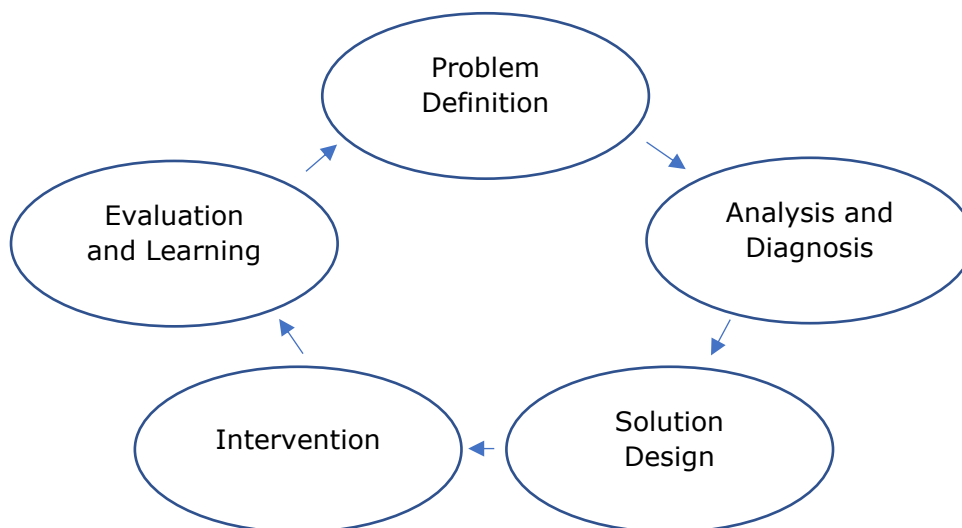 Problem
Definition
Analysis and
Diagnosis
Solution
Design
Intervention
Evaluation
and Learning